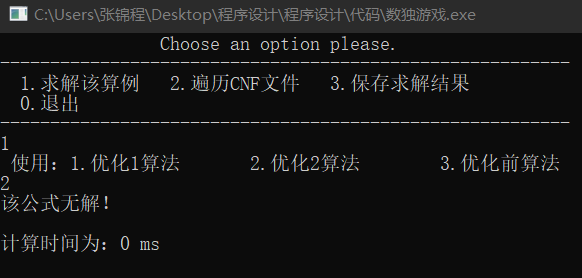 C:\Users\张锦程\Desktop\程序设计\程序设计\代码\数独游戏.exe
Choose an option please.
---------------------------------------------------------
1.求解该算例 2.遍历CNF文件 3.保存求解结果
0.退出
---------------------------------------------------------
1
使用：1.优化1算法 2.优化2算法 3.优化前算法
2
该公式无解！
计算时间为：0 ms